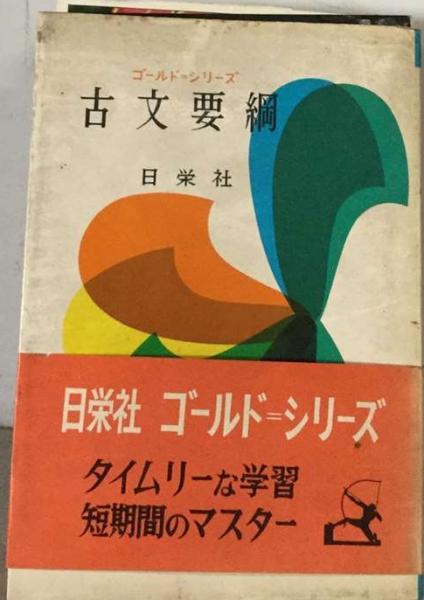 ゴールド=シリーズ
古文要綱
日栄社
日栄社 ゴールド=シリーズ
タイムリーな学習
短期間のマスター